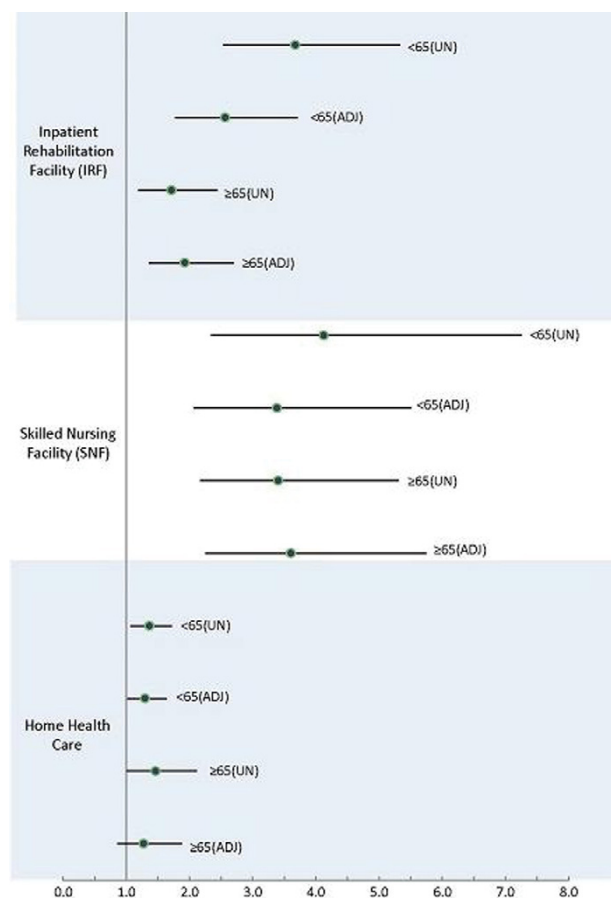 <65(UN)
<65(ADJ)
Inpatient
Rehabilitation
Facility (IRF)
≥65(UN)
≥65(ADJ)
<65(UN)
<65(ADJ)
Skilled Nursing
Facility (SNF)
≥65(UN)
≥65(ADJ)
<65(UN)
<65(ADJ)
Home Health
Care
≥65(UN)
≥65(ADJ)
0.0 1.0 2.0 3.0 4.0 5.0 6.0 7.0 8.0